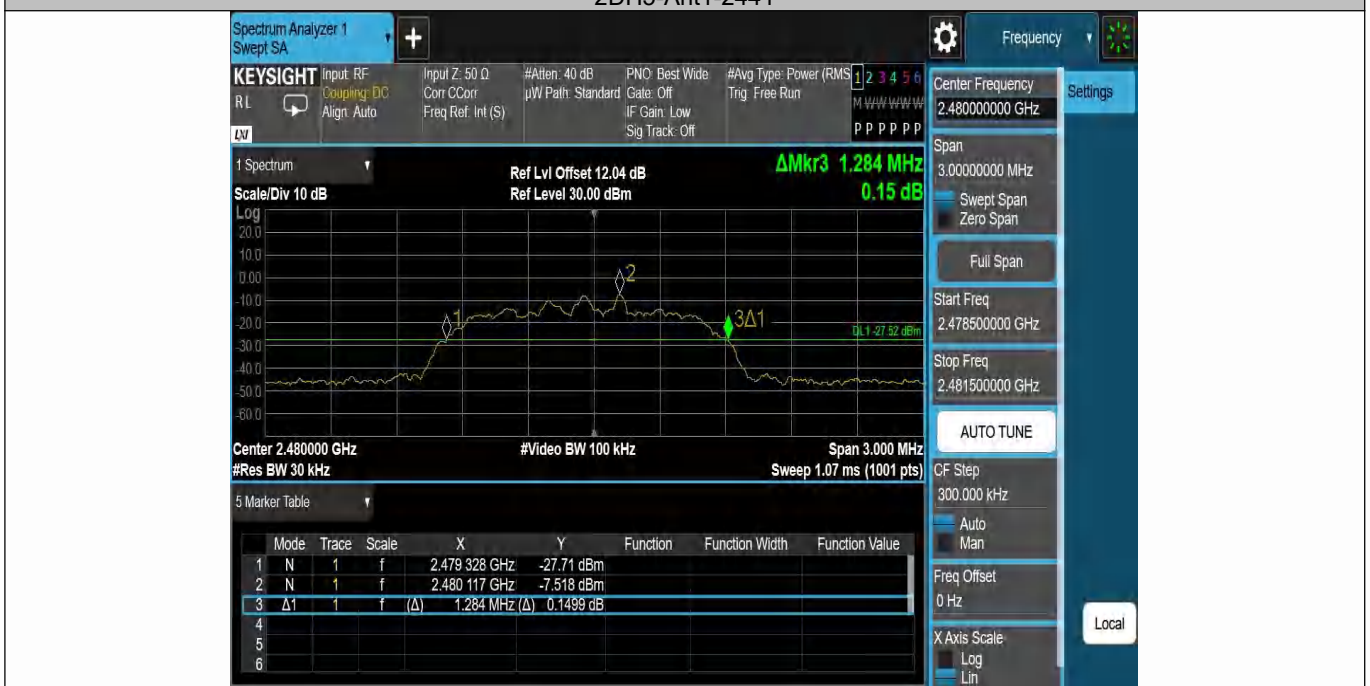 2DH3-Ant1-2441
Spectrum Analyzer 1
Swept SA
Frequency
KEYSIGHT
RL
LXI
Input: RF
Coupling: DC
Align: Auto
Input Z: 50 Ω
Corr CCorr
Freq Ref: Int (S)
#Atten: 40 dB
µW Path: Standard
PNO: Best Wide
Gate: Off
IF Gain: Low
Sig Track: Off
#Avg Type: Power (RMS
Trig: Free Run
1 2 3 4 5 6
M W W W W W
P P P P P P
1 Spectrum
Scale/Div 10 dB
Ref Lvl Offset 12.04 dB
Ref Level 30.00 dBm
ΔMkr3 1.284 MHz
0.15 dB
Log
20.0
10.0
0.00
-10.0
-20.0
-30.0
-40.0
-50.0
-60.0
1
2
3Δ1
DL1 -27.52 dBm
Center 2.480000 GHz
#Video BW 100 kHz
Span 3.000 MHz
#Res BW 30 kHz
Sweep 1.07 ms (1001 pts)
5 Marker Table
Mode Trace Scale X Y Function Function Width Function Value
1 N 1 f 2.479 328 GHz -27.71 dBm
2 N 1 f 2.480 117 GHz -7.518 dBm
3 Δ1 1 f (Δ) 1.284 MHz (Δ) 0.1499 dB
4
5
6
Center Frequency
2.480000000 GHz
Settings
Span
3.00000000 MHz
Swept Span
Zero Span
Full Span
Start Freq
2.478500000 GHz
Stop Freq
2.481500000 GHz
AUTO TUNE
CF Step
300.000 kHz
Auto
Man
Freq Offset
0 Hz
Local
X Axis Scale
Log
Lin